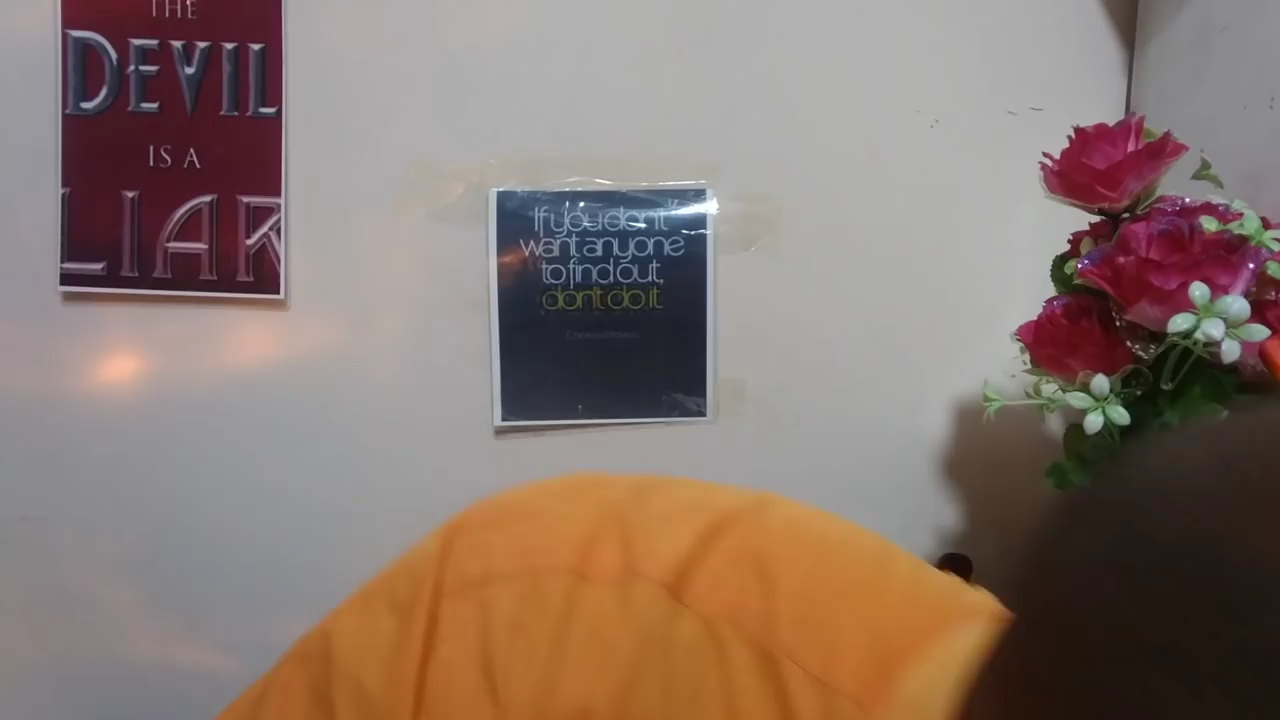 THE
DEVIL
IS A
LIAR
If you don't
want anyone
to find out,
don't do it.